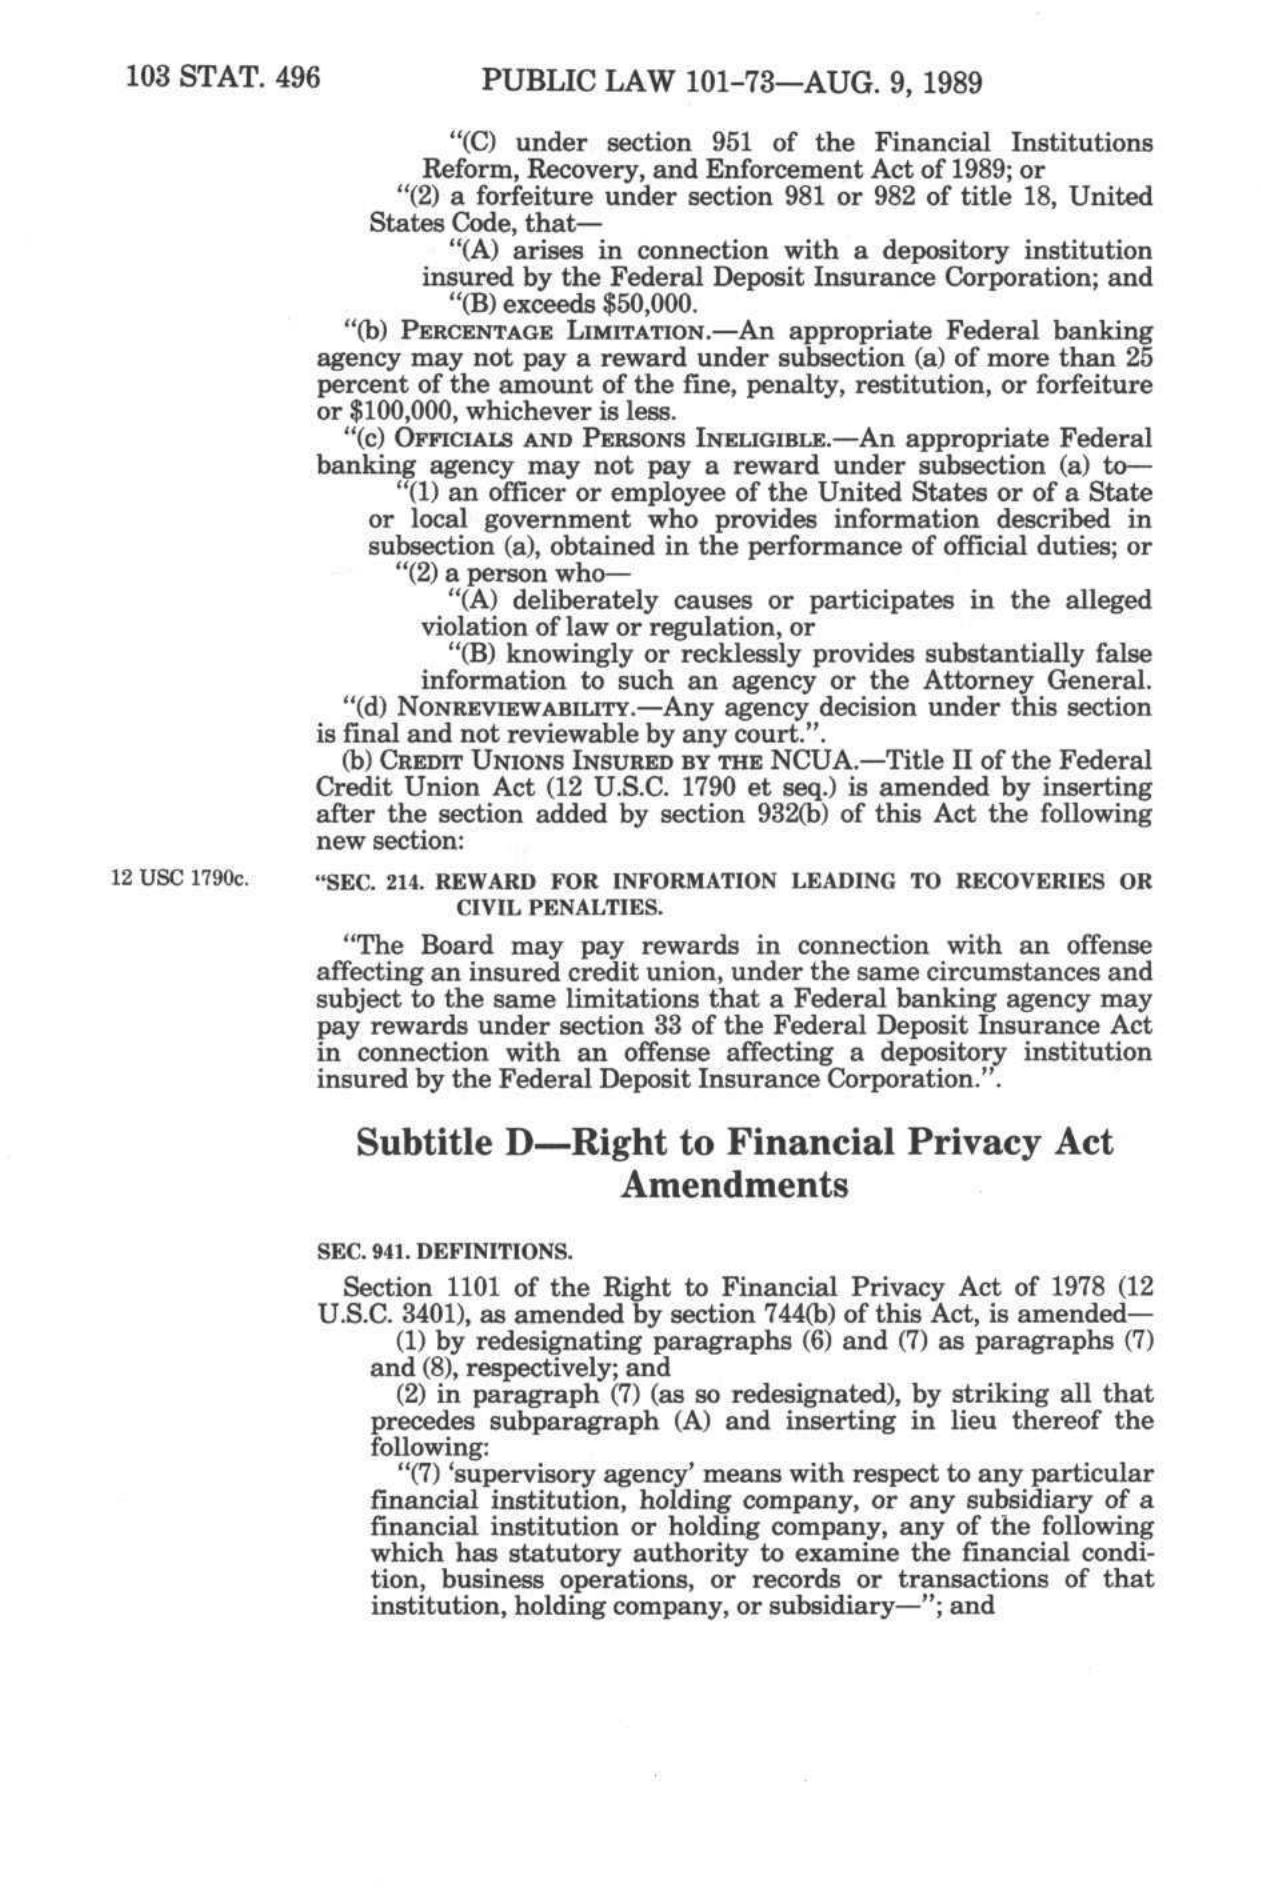 103 STAT. 496 PUBLIC LAW 101-73—AUG. 9, 1989
“(C) under section 951 of the Financial Institutions
Reform, Recovery, and Enforcement Act of 1989; or
“(2) a forfeiture under section 981 or 982 of title 18, United
States Code, that—
“(A) arises in connection with a depository institution
insured by the Federal Deposit Insurance Corporation; and
“(B) exceeds $50,000.
“(b) PERCENTAGE LIMITATION.—An appropriate Federal banking
agency may not pay a reward under subsection (a) of more than 25
percent of the amount of the fine, penalty, restitution, or forfeiture
or $100,000, whichever is less.
“(c) OFFICIALS AND PERSONS INELIGIBLE.—An appropriate Federal
banking agency may not pay a reward under subsection (a) to—
“(1) an officer or employee of the United States or of a State
or local government who provides information described in
subsection (a), obtained in the performance of official duties; or
“(2) a person who—
“(A) deliberately causes or participates in the alleged
violation of law or regulation, or
“(B) knowingly or recklessly provides substantially false
information to such an agency or the Attorney General.
“(d) NONREVIEWABILITY.—Any agency decision under this section
is final and not reviewable by any court.”.
(b) CREDIT UNIONS INSURED BY THE NCUA.—Title II of the Federal
Credit Union Act (12 U.S.C. 1790 et seq.) is amended by inserting
after the section added by section 932(b) of this Act the following
new section:
12 USC 1790c.
“SEC. 214. REWARD FOR INFORMATION LEADING TO RECOVERIES OR
CIVIL PENALTIES.
“The Board may pay rewards in connection with an offense
affecting an insured credit union, under the same circumstances and
subject to the same limitations that a Federal banking agency may
pay rewards under section 33 of the Federal Deposit Insurance Act
in connection with an offense affecting a depository institution
insured by the Federal Deposit Insurance Corporation.”.
Subtitle D—Right to Financial Privacy Act
Amendments
SEC. 941. DEFINITIONS.
Section 1101 of the Right to Financial Privacy Act of 1978 (12
U.S.C. 3401), as amended by section 744(b) of this Act, is amended—
(1) by redesignating paragraphs (6) and (7) as paragraphs (7)
and (8), respectively; and
(2) in paragraph (7) (as so redesignated), by striking all that
precedes subparagraph (A) and inserting in lieu thereof the
following:
“(7) ‘supervisory agency’ means with respect to any particular
financial institution, holding company, or any subsidiary of a
financial institution or holding company, any of the following
which has statutory authority to examine the financial condi-
tion, business operations, or records or transactions of that
institution, holding company, or subsidiary—”; and